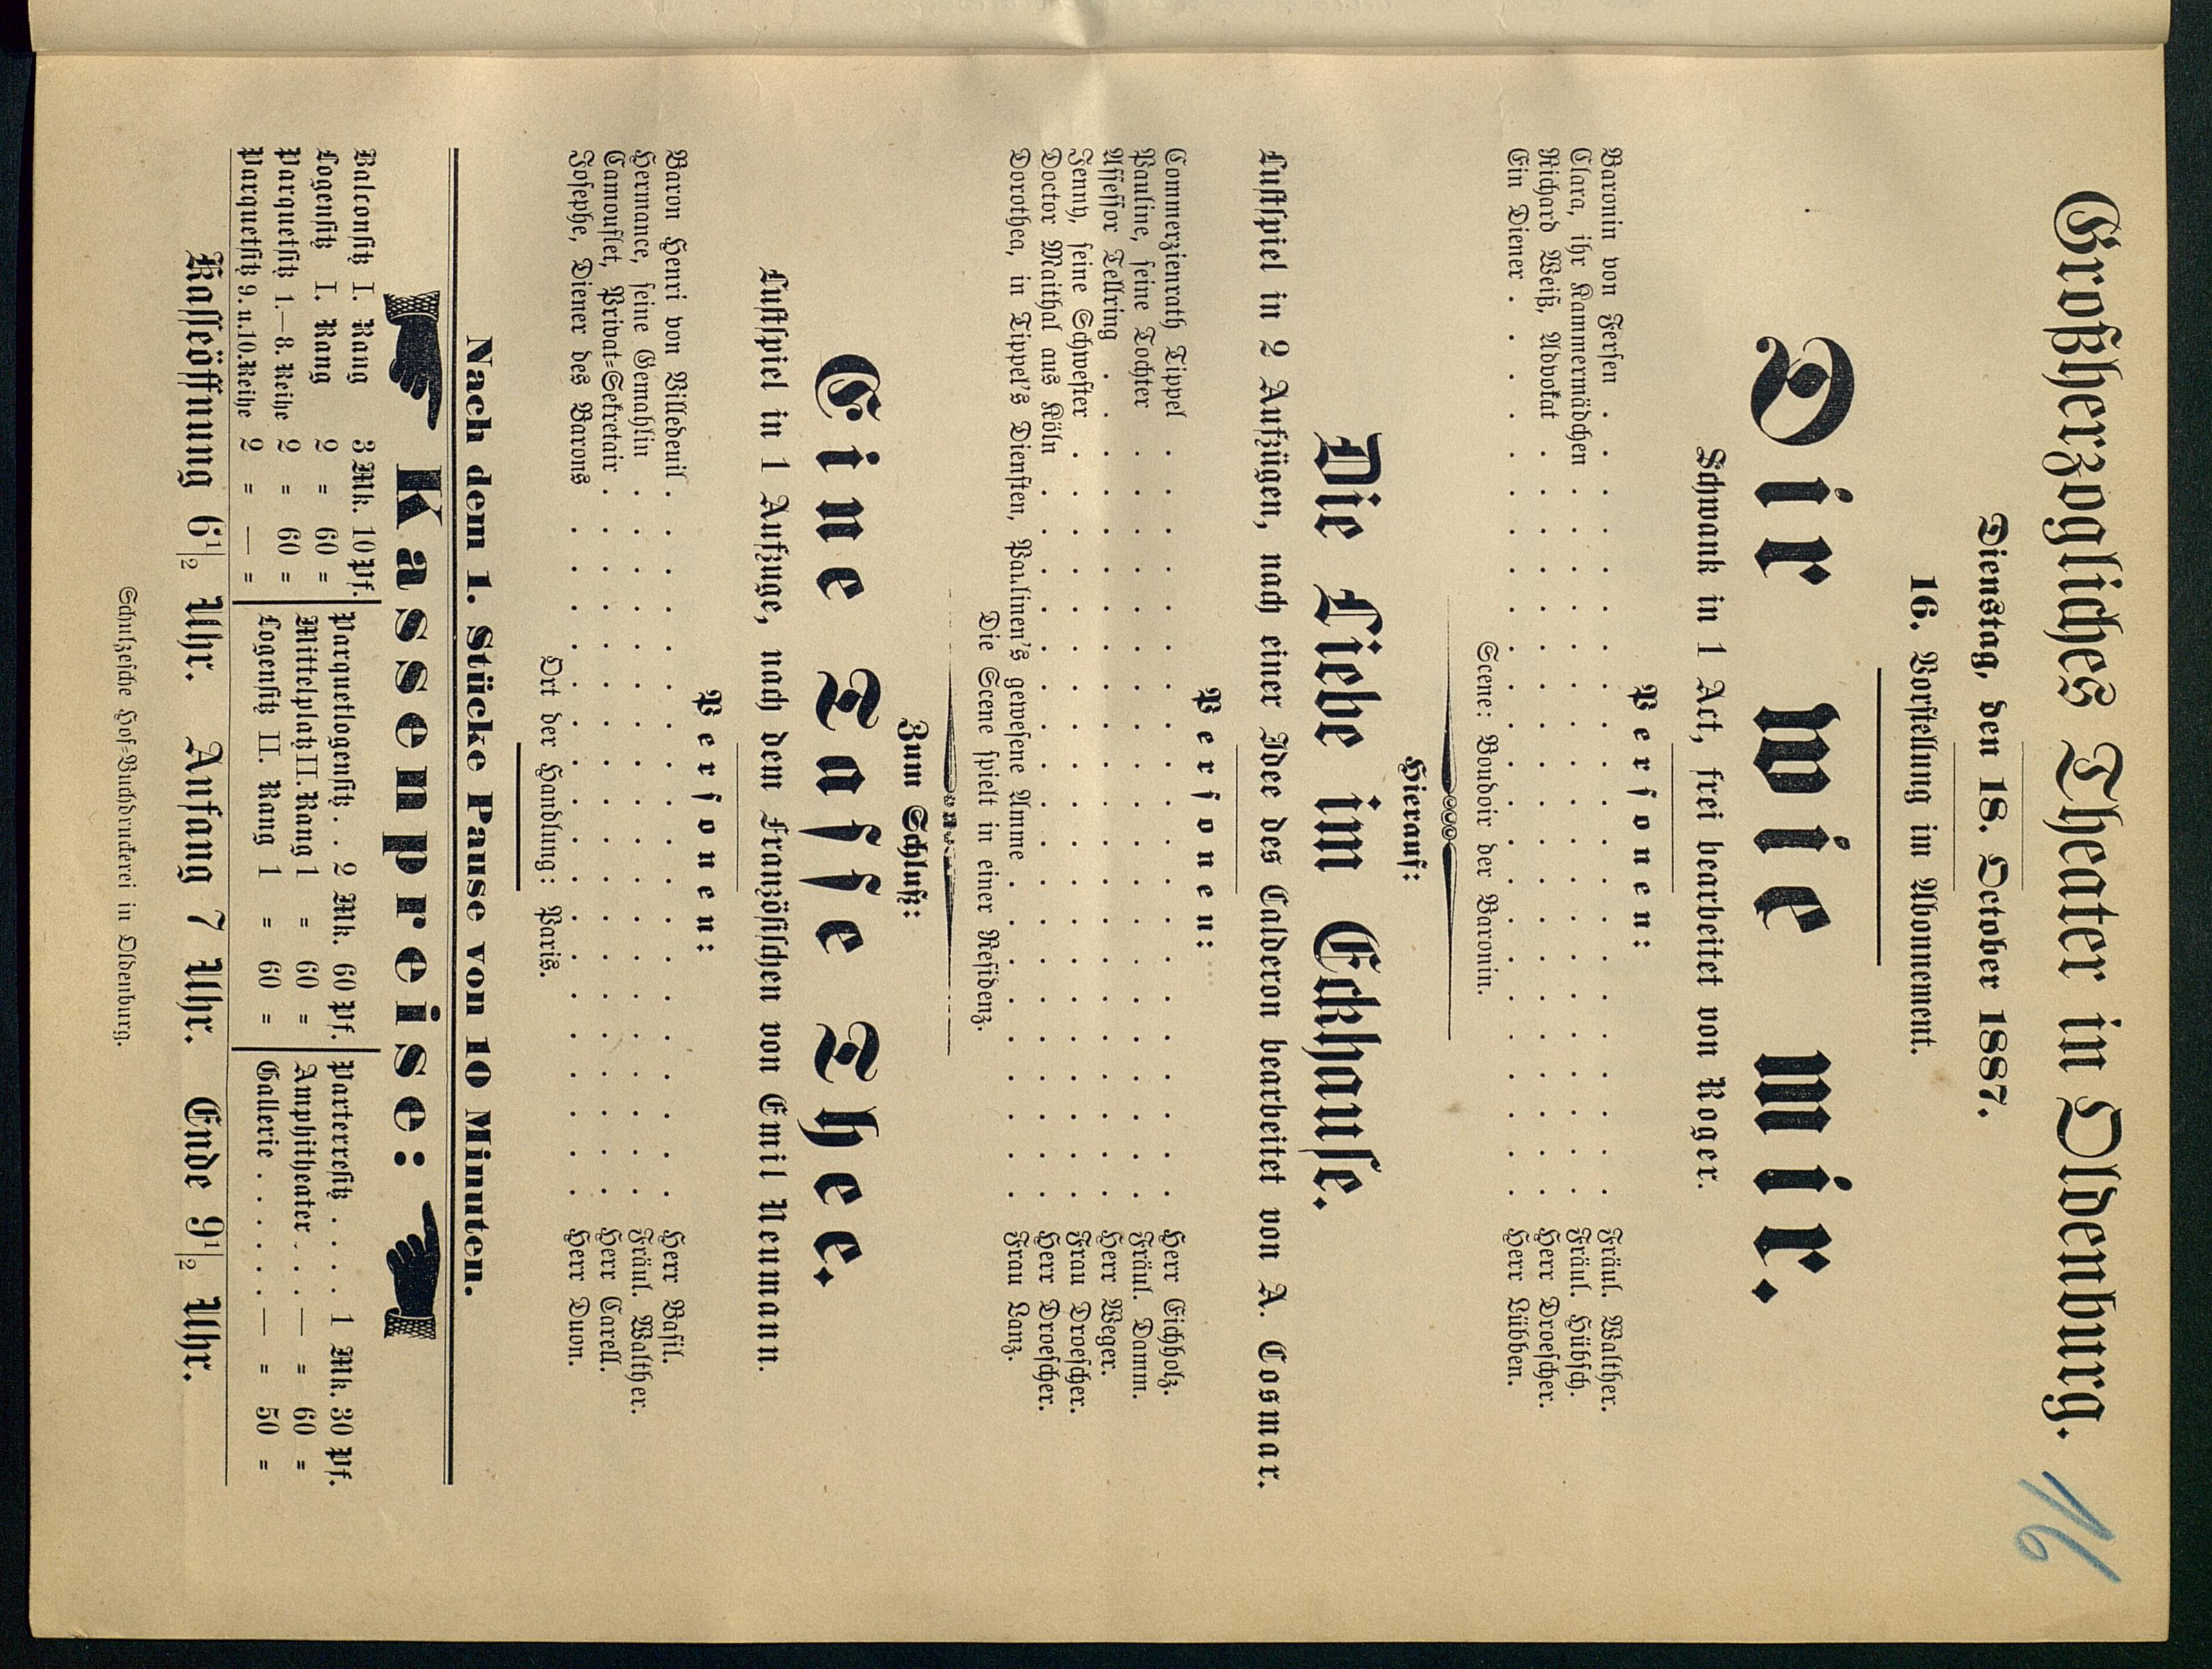 Großherzogliches Theater in Oldenburg.
16
Dienstag, den 18. October 1887.
16. Vorstellung im Abonnement.
Dir wie mir.
Schwank in 1 Act, frei bearbeitet von Roger.
Personen:
Baronin von Fersen . . . . . . . . . . . . Fräul. Walther.
Clara, ihr Kammermädchen . . . . . . . . . . . . Fräul. Hübsch.
Richard Weiß, Advokat . . . . . . . . . . . . Herr Droescher.
Ein Diener . . . . . . . . . . . . Herr Lübben.
Scene: Boudoir der Baronin.
Hierauf:
Die Liebe im Eckhause.
Lustspiel in 2 Aufzügen, nach einer Idee des Calderon bearbeitet von A. Cosmar.
Personen:
Commerzienrath Tippel . . . . . . . . . . . . Herr Eichholz.
Pauline, seine Tochter . . . . . . . . . . . . Fräul. Damm.
Assessor Tellring . . . . . . . . . . . . Herr Weger.
Jenny, seine Schwester . . . . . . . . . . . . Frau Droescher.
Doctor Maithal aus Köln . . . . . . . . . . . . Herr Droescher.
Dorothea, in Tippel's Diensten, Paulinen's gewesene Amme . . . . . . . . . Frau Lanz.
Die Scene spielt in einer Residenz.
Zum Schluß:
Eine Tasse Thee.
Lustspiel in 1 Aufzuge, nach dem Französischen von Emil Neumann.
Personen:
Baron Henri von Villedeuil . . . . . . . . . . . . Herr Basil.
Hermance, seine Gemahlin . . . . . . . . . . . . Fräul. Walther.
Camouflet, Privat=Sekretair . . . . . . . . . . . . Herr Carell.
Josephe, Diener des Barons . . . . . . . . . . . . Herr Duon.
Ort der Handlung: Paris.
Nach dem 1. Stücke Pause von 10 Minuten.
Kassenpreise:
Balconsitz I. Rang 3 Mk. 10 Pf.
Logensitz I. Rang 2 = 60 =
Parquetsitz 1.—8. Reihe 2 = 60 =
Parquetsitz 9. u. 10. Reihe 2 = — =
Parquetlogensitz . . 2 Mk. 60 Pf.
Mittelplatz II. Rang 1 = 60 =
Logensitz II. Rang 1 = 60 =
Parterresitz . . . . 1 Mk. 30 Pf.
Amphitheater . . . — = 60 =
Gallerie . . . . . — = 50 =
Kasseöffnung 6½ Uhr. Anfang 7 Uhr. Ende 9½ Uhr.
Schulzesche Hof=Buchdruckerei in Oldenburg.